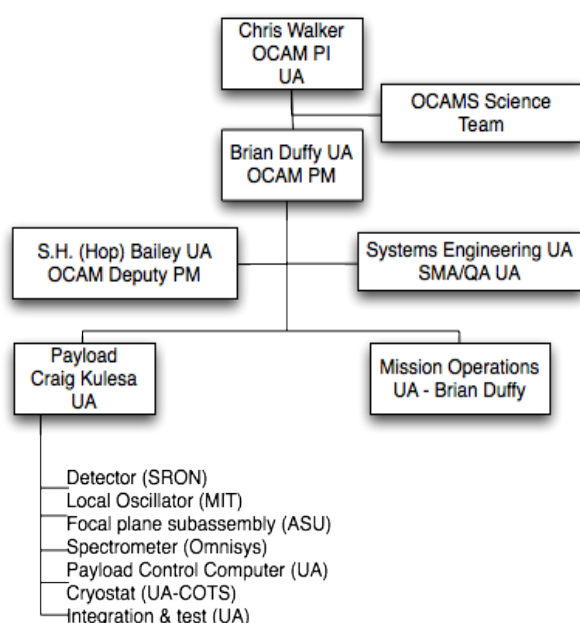 Chris Walker
OCAM PI
UA
OCAMS Science
Team
Brian Duffy UA
OCAM PM
S.H. (Hop) Bailey UA
OCAM Deputy PM
Systems Engineering UA
SMA/QA UA
Payload
Craig Kulesa
UA
Mission Operations
UA - Brian Duffy
Detector (SRON)
Local Oscillator (MIT)
Focal plane subassembly (ASU)
Spectrometer (Omnisys)
Payload Control Computer (UA)
Cryostat (UA-COTS)
Integration & test (UA)